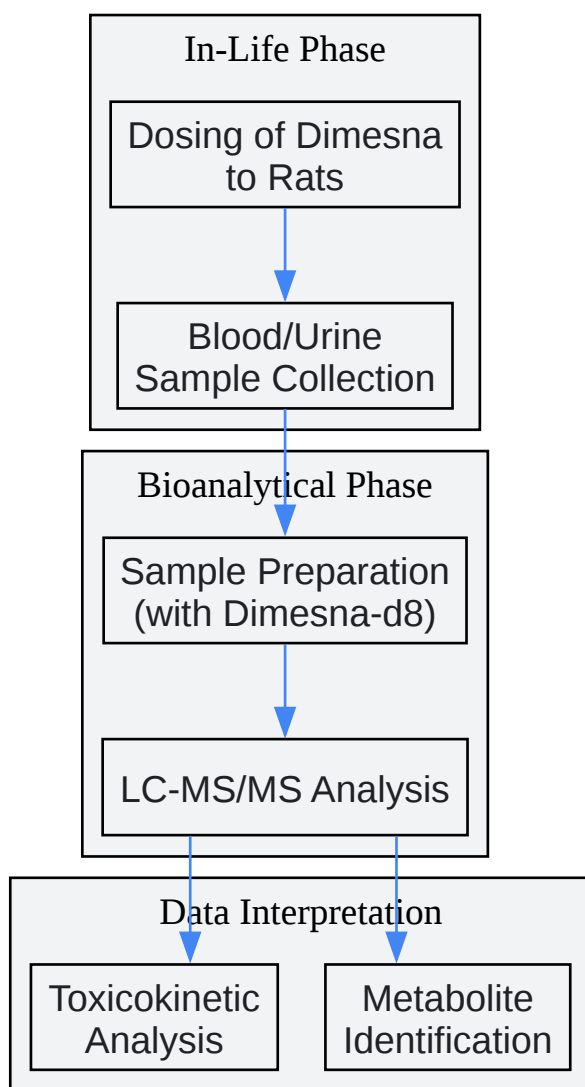 In-Life Phase
Dosing of Dimesna
to Rats
Blood/Urine
Sample Collection
Bioanalytical Phase
Sample Preparation
(with Dimesna-d8)
LC-MS/MS Analysis
Data Interpretation
Toxicokinetic
Analysis
Metabolite
Identification